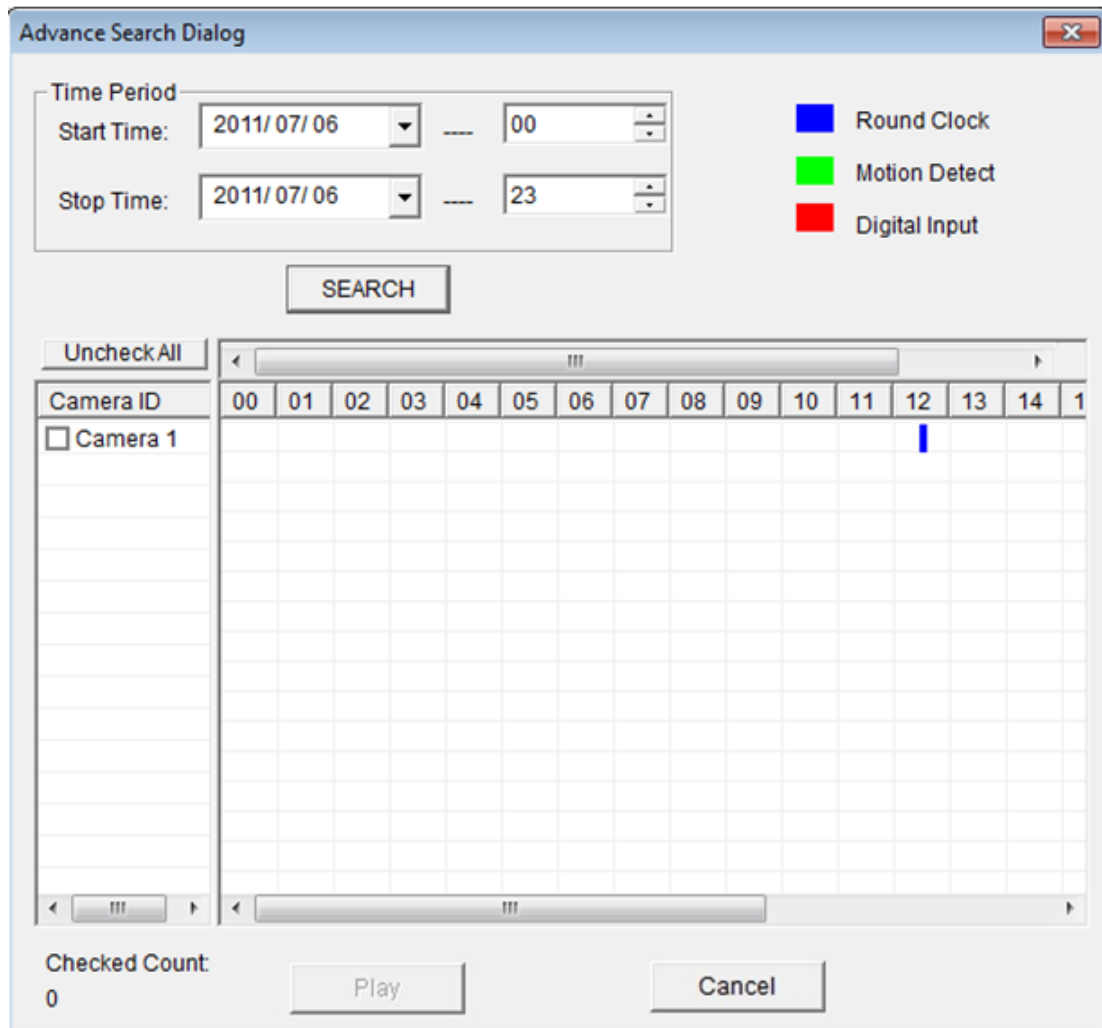 Advance Search Dialog
Time Period
Start Time: 2011/ 07/ 06 ---- 00
Stop Time: 2011/ 07/ 06 ---- 23
Round Clock
Motion Detect
Digital Input
SEARCH
Uncheck All
Camera ID 00 01 02 03 04 05 06 07 08 09 10 11 12 13 14 1
Camera 1
Checked Count:
0
Play Cancel